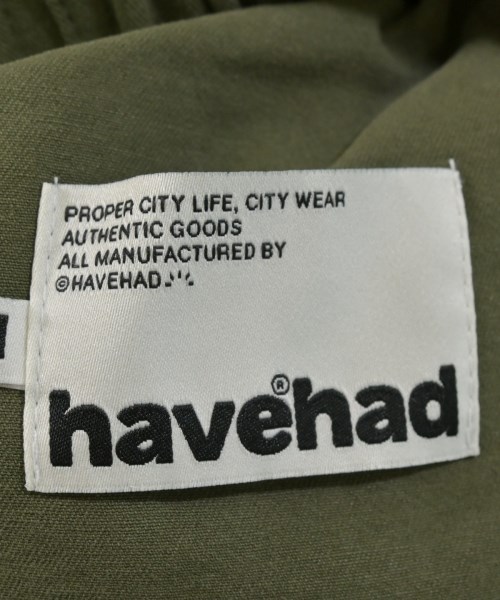 PROPER CITY LIFE, CITY WEAR
AUTHENTIC GOODS
ALL MANUFACTURED BY
©HAVEHAD
havehad®